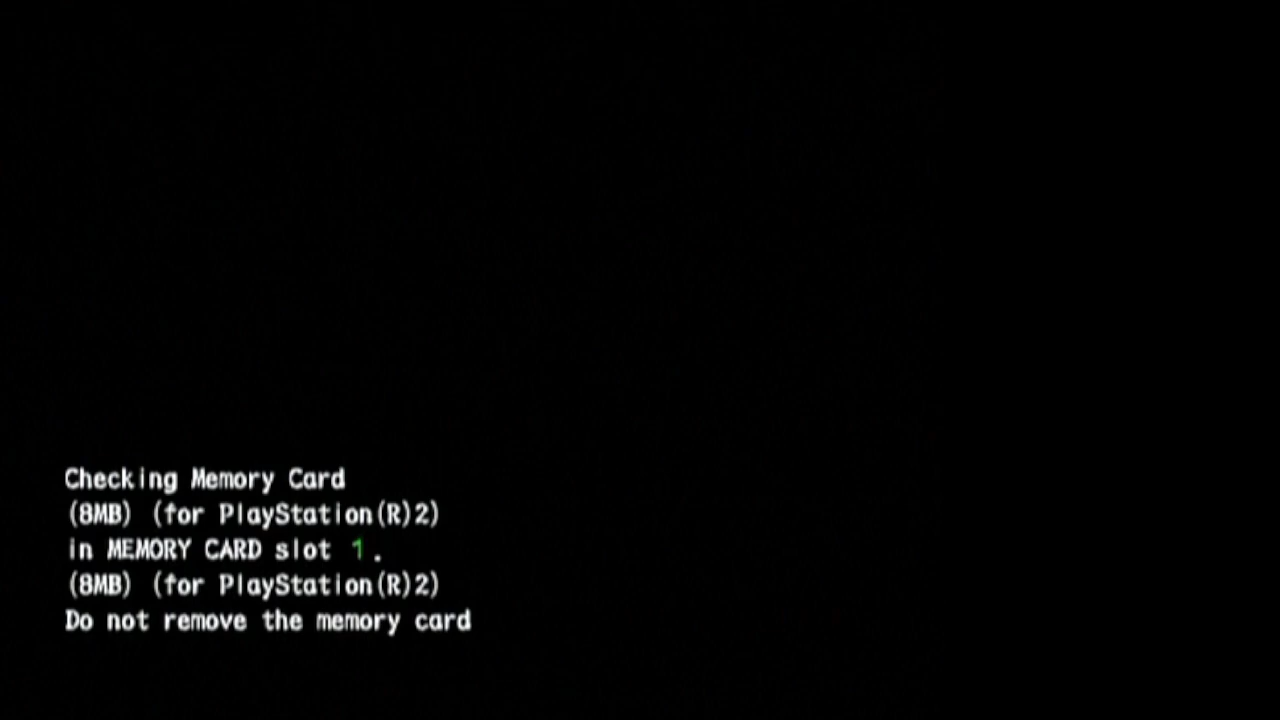 Checking Memory Card
(8MB) (for PlayStation(R)2)
in MEMORY CARD slot 1.
(8MB) (for PlayStation(R)2)
Do not remove the memory card